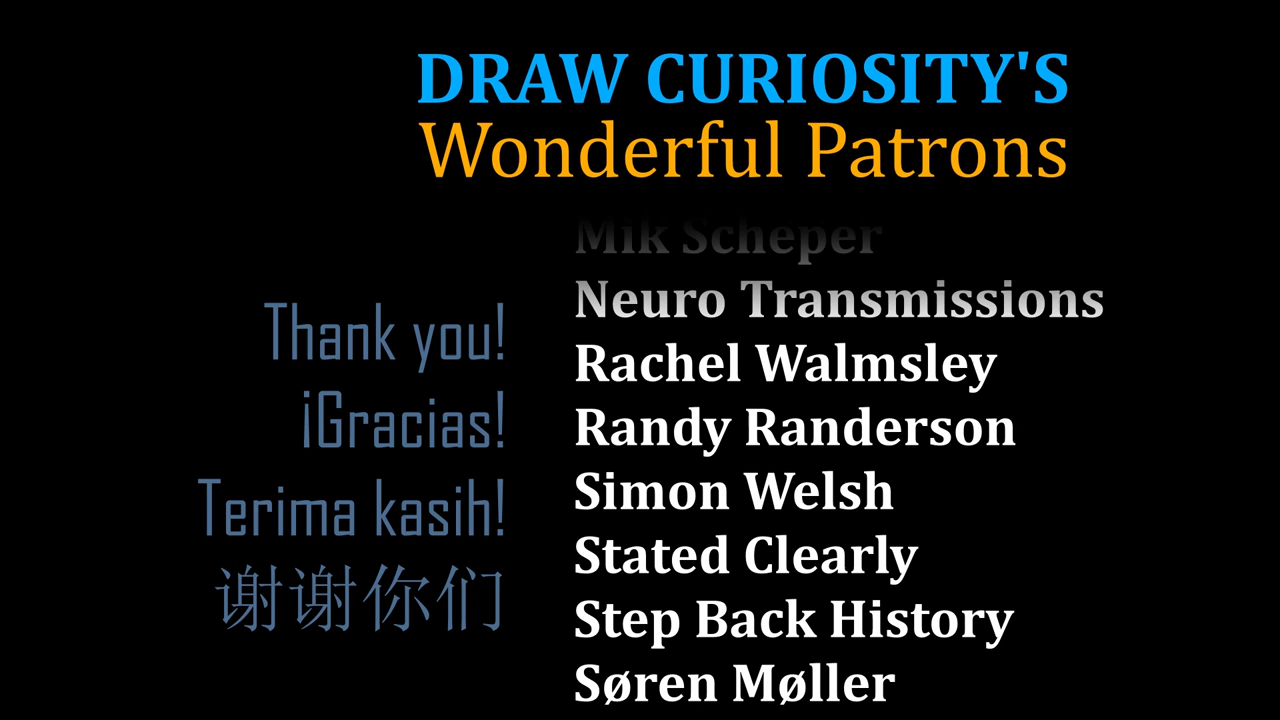 DRAW CURIOSITY'S
Wonderful Patrons
Mik Scheper
Neuro Transmissions
Rachel Walmsley
Randy Randerson
Simon Welsh
Stated Clearly
Step Back History
Søren Møller
Thank you!
¡Gracias!
Terima kasih!
谢谢你们